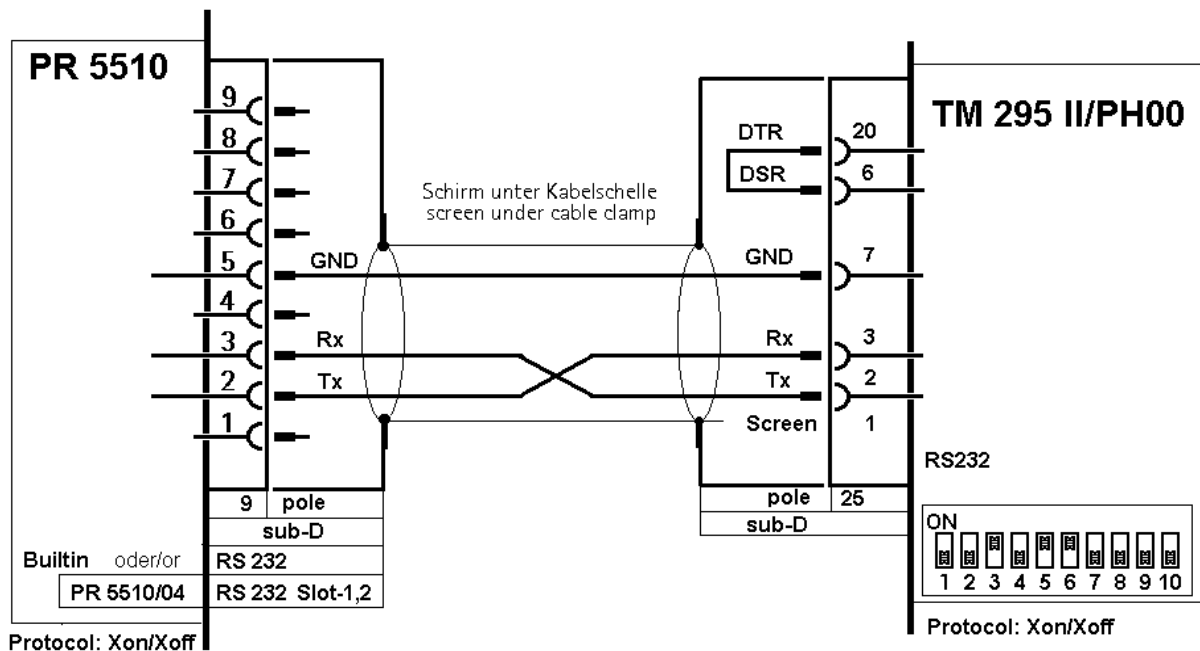 PR 5510
9
8
7
6
5 GND
4
3 Rx
2 Tx
1
9 pole
sub-D
Builtin oder/or RS 232
PR 5510/04 RS 232 Slot-1,2
Protocol: Xon/Xoff
Schirm unter Kabelschelle
screen under cable clamp
TM 295 II/PH00
DTR 20
DSR 6
GND 7
Rx 3
Tx 2
Screen 1
pole 25
sub-D
RS232
ON
1 2 3 4 5 6 7 8 9 10
Protocol: Xon/Xoff